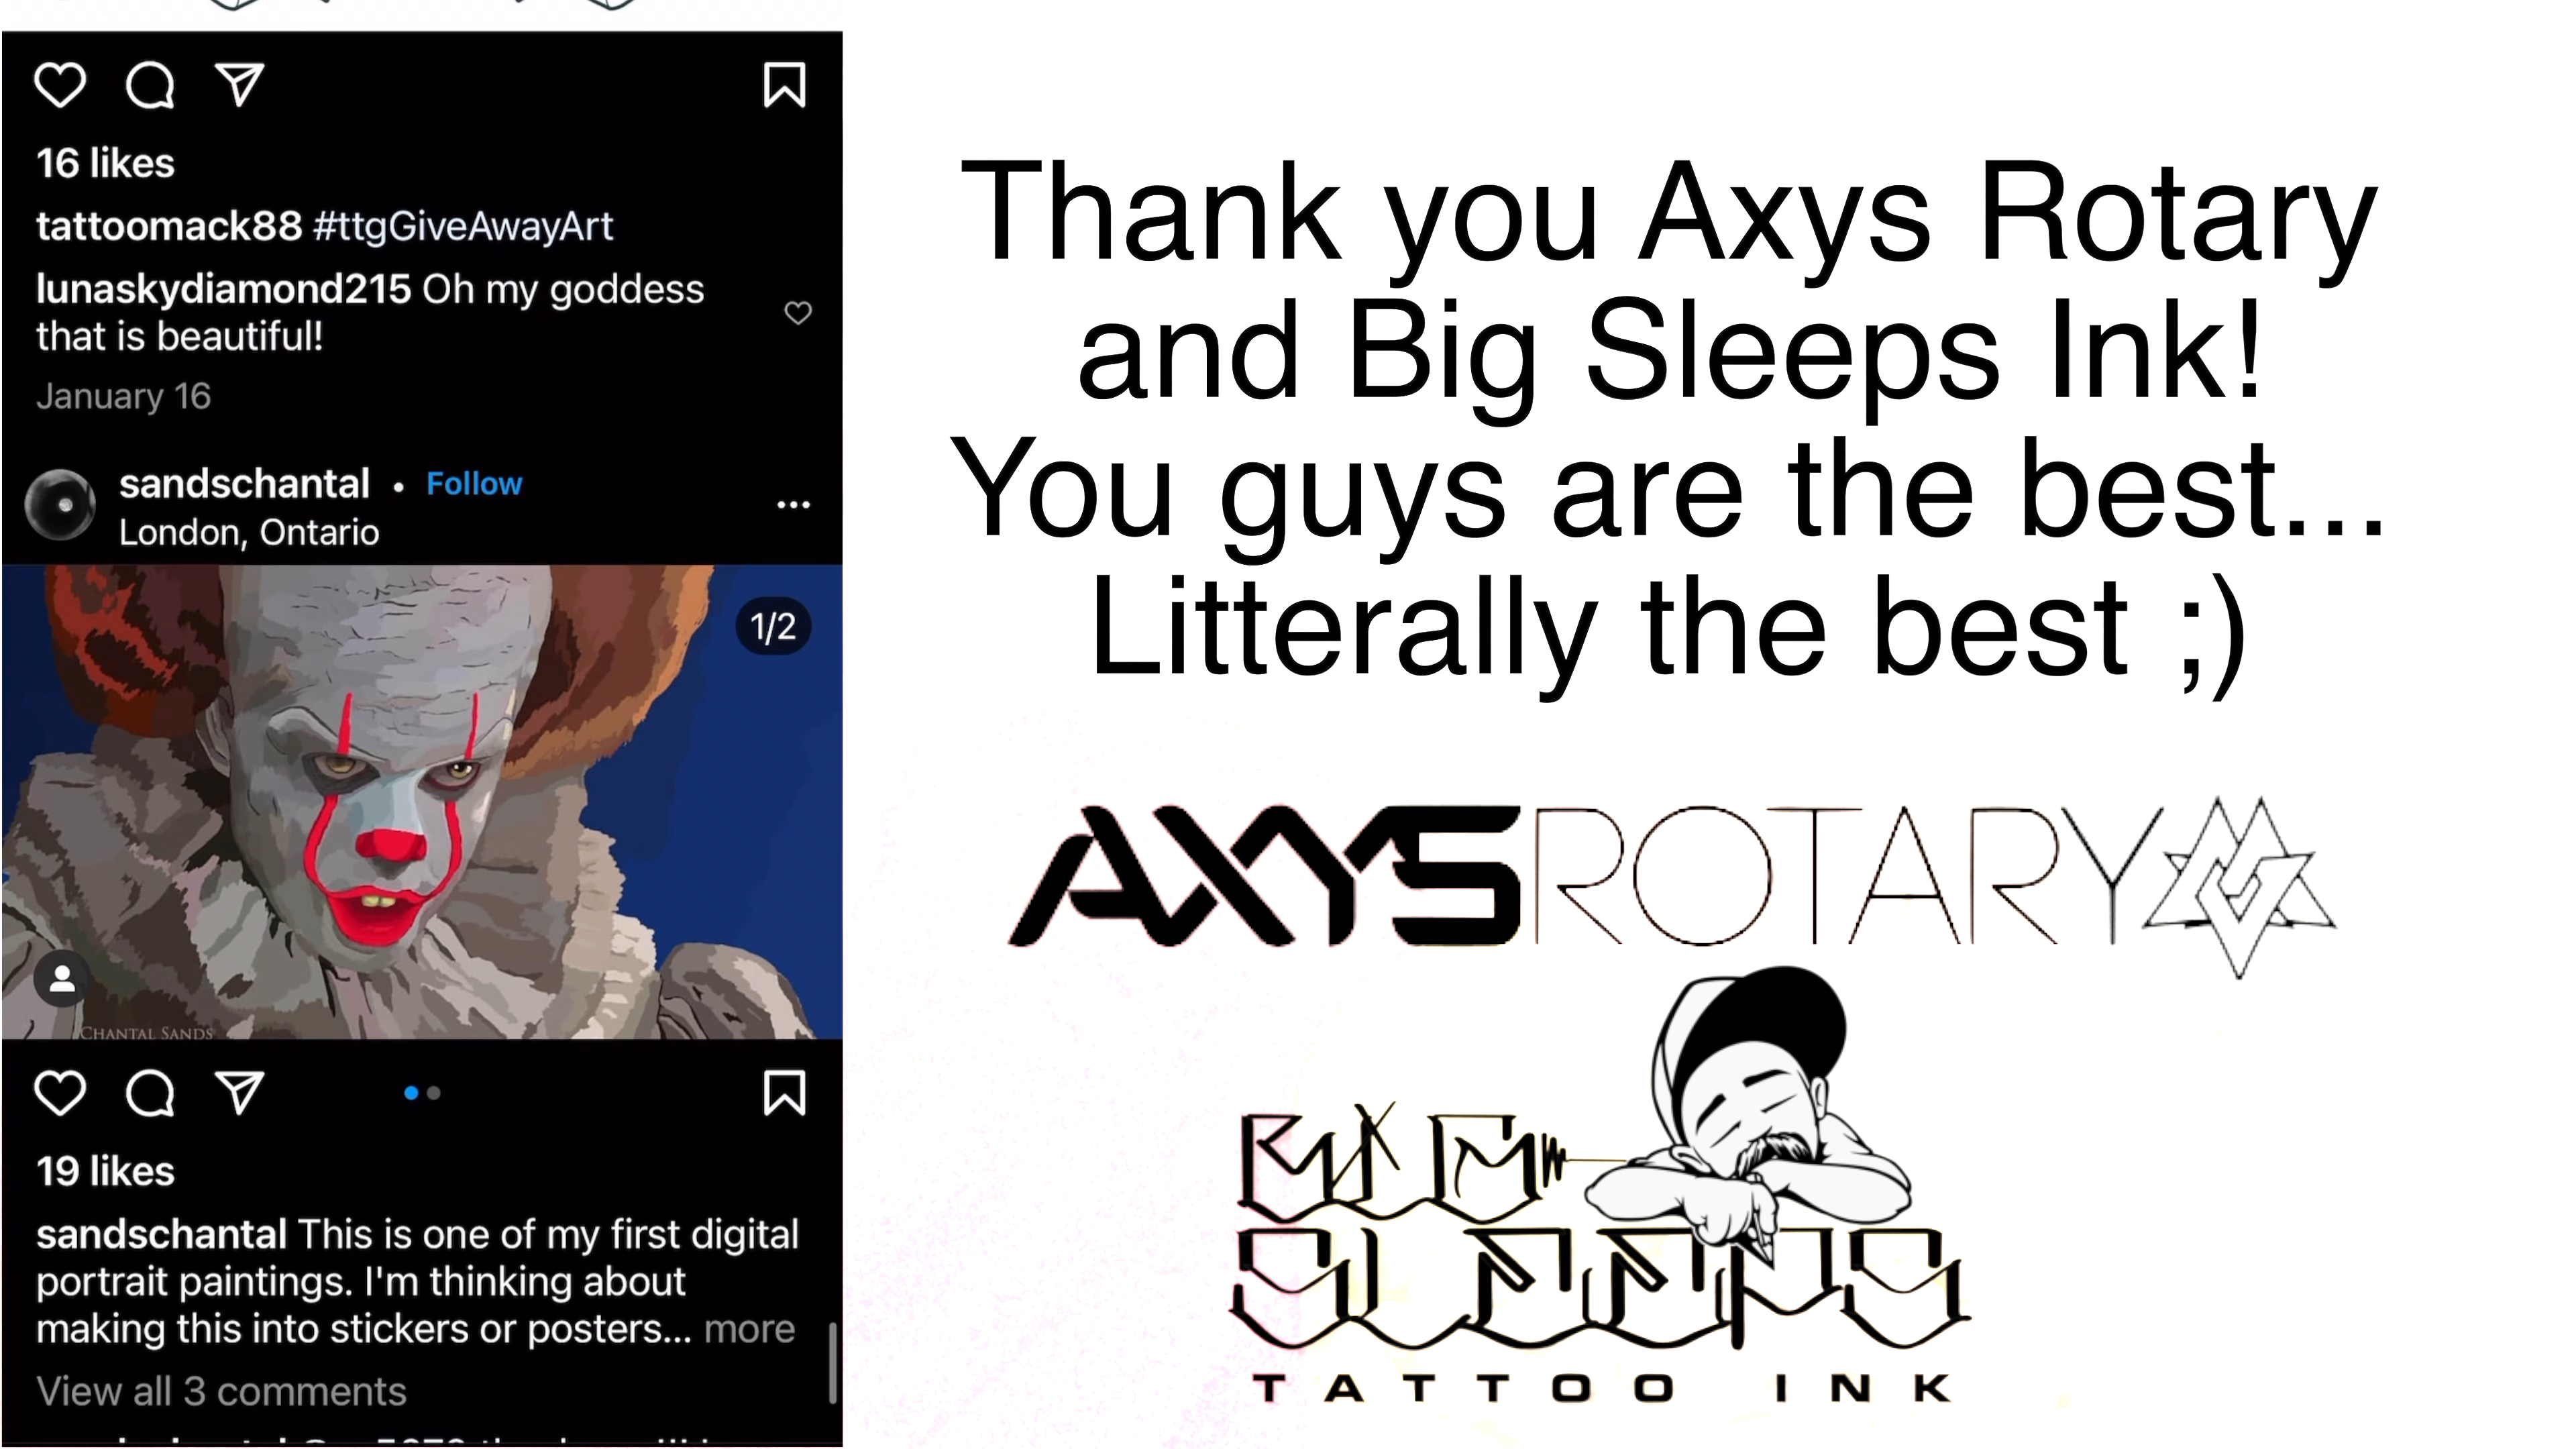 16 likes
tattoomack88 #ttgGiveAwayArt
lunaskydiamond215 Oh my goddess
that is beautiful!
January 16
sandschantal • Follow
London, Ontario
1/2
CHANTAL SANDS
19 likes
sandschantal This is one of my first digital
portrait paintings. I'm thinking about
making this into stickers or posters... more
View all 3 comments
Thank you Axys Rotary
and Big Sleeps Ink!
You guys are the best...
Litterally the best ;)
AXYSROTARY
BIG
SLEEPS
TATTOO INK